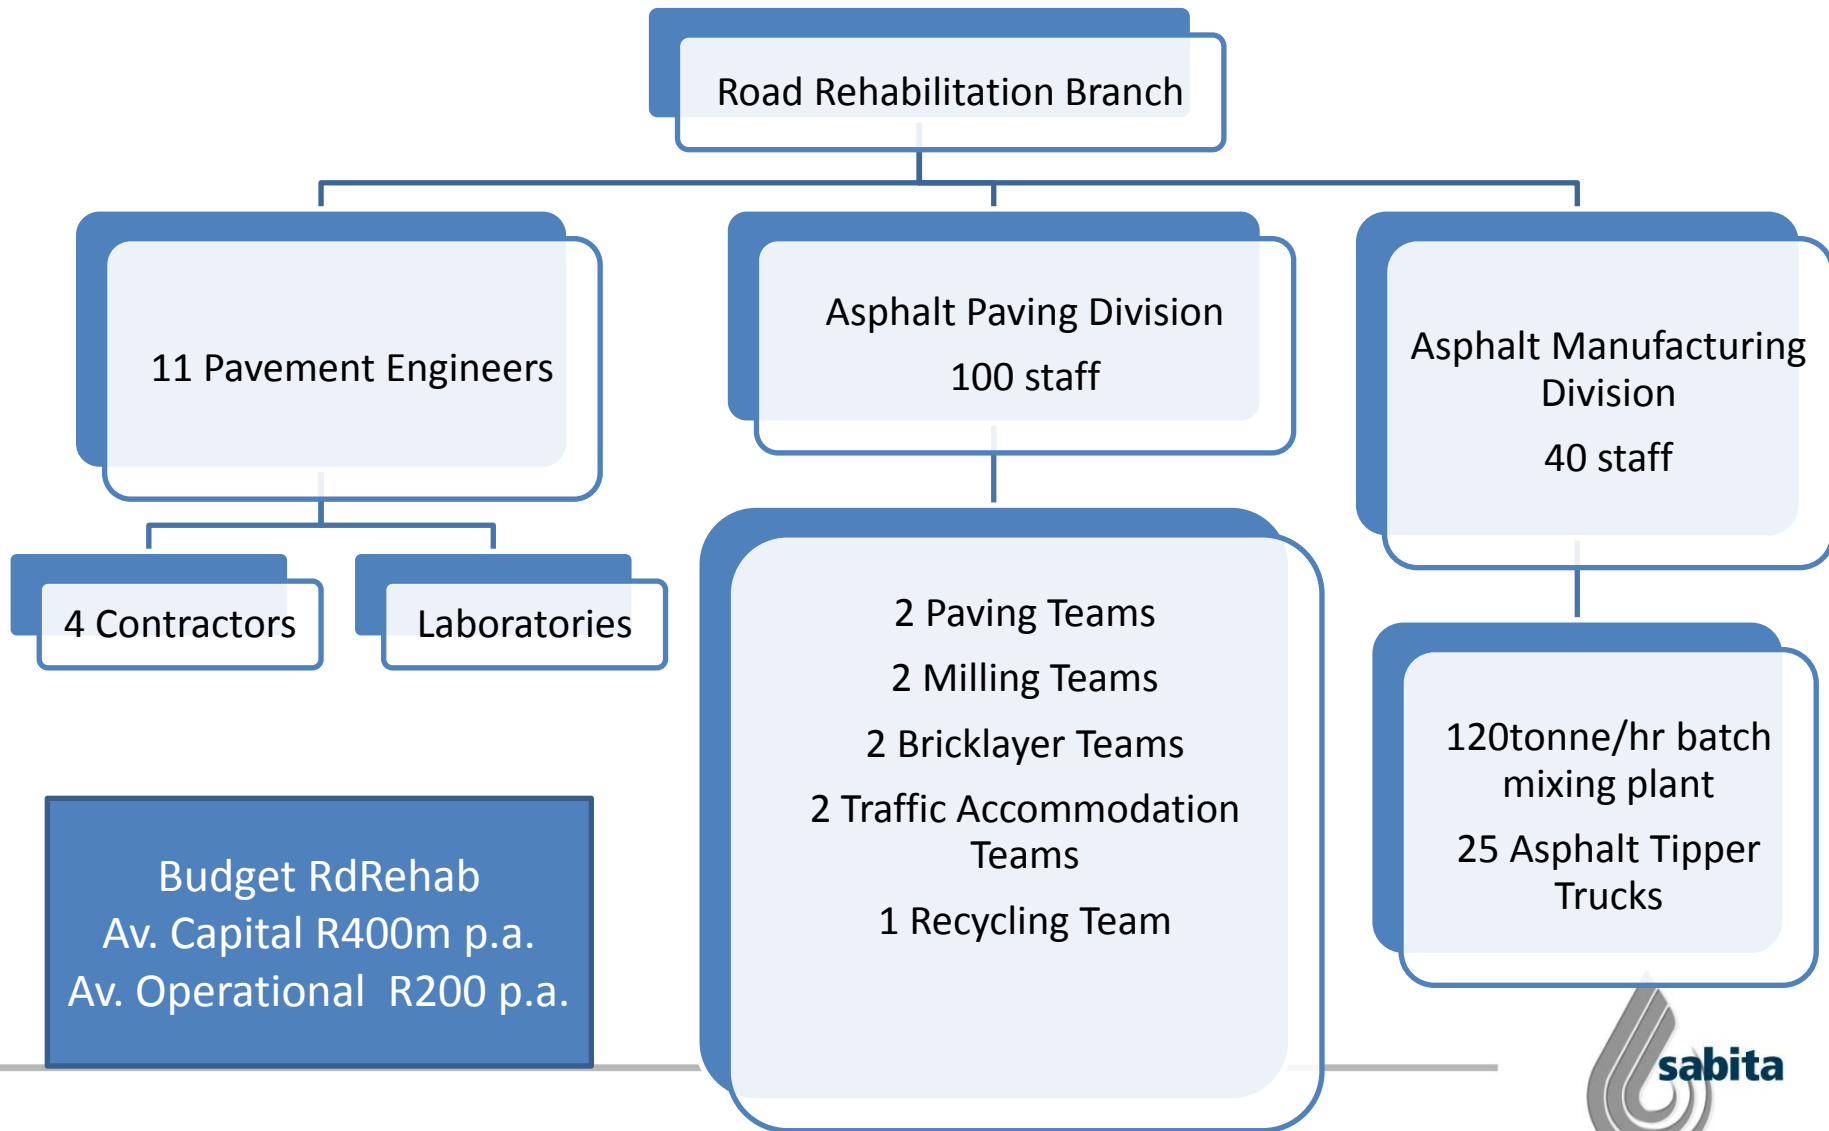 Road Rehabilitation Branch
11 Pavement Engineers
4 Contractors
Laboratories
Asphalt Paving Division
100 staff
2 Paving Teams
2 Milling Teams
2 Bricklayer Teams
2 Traffic Accommodation
Teams
1 Recycling Team
Asphalt Manufacturing
Division
40 staff
120tonne/hr batch
mixing plant
25 Asphalt Tipper
Trucks
Budget RdRehab
Av. Capital R400m p.a.
Av. Operational  R200 p.a.
sabita